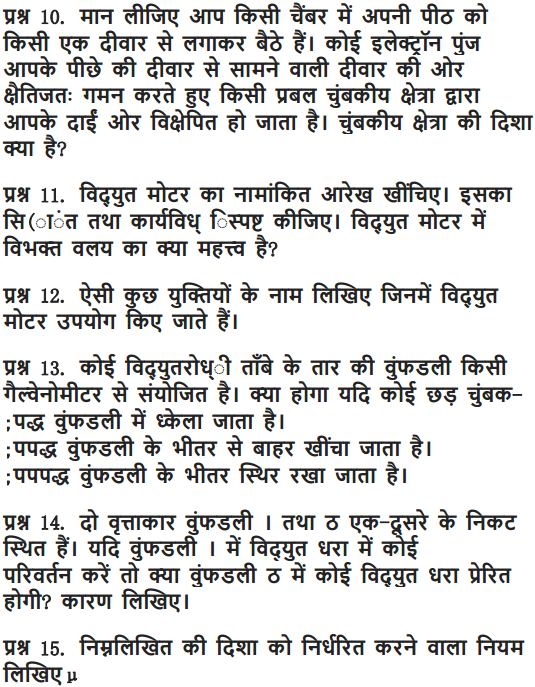 प्रश्न 10. मान लीजिए आप किसी चैंबर में अपनी पीठ को
किसी एक दीवार से लगाकर बैठे हैं। कोई इलेक्ट्रॉन पुंज
आपके पीछे की दीवार से सामने वाली दीवार की ओर
क्षैतिजतः गमन करते हुए किसी प्रबल चुंबकीय क्षेत्रा द्वारा
आपके दाईं ओर विक्षेपित हो जाता है। चुंबकीय क्षेत्रा की दिशा
क्या है?
प्रश्न 11. विद्युत मोटर का नामांकित आरेख खींचिए। इसका
सि(ांत तथा कार्यविध् िस्पष्ट कीजिए। विद्युत मोटर में
विभक्त वलय का क्या महत्त्व है?
प्रश्न 12. ऐसी कुछ युक्तियों के नाम लिखिए जिनमें विद्युत
मोटर उपयोग किए जाते हैं।
प्रश्न 13. कोई विद्युतरोध्ी ताँबे के तार की वुंफडली किसी
गैल्वेनोमीटर से संयोजित है। क्या होगा यदि कोई छड़ चुंबक-
;पद्ध वुंफडली में ध्केला जाता है।
;पपद्ध वुंफडली के भीतर से बाहर खींचा जाता है।
;पपपद्ध वुंफडली के भीतर स्थिर रखा जाता है।
प्रश्न 14. दो वृत्ताकार वुंफडली । तथा ठ एक-दूसरे के निकट
स्थित हैं। यदि वुंफडली । में विद्युत धरा में कोई
परिवर्तन करें तो क्या वुंफडली ठ में कोई विद्युत धरा प्रेरित
होगी? कारण लिखिए।
प्रश्न 15. निम्नलिखित की दिशा को निर्धरित करने वाला नियम
लिखिए µ